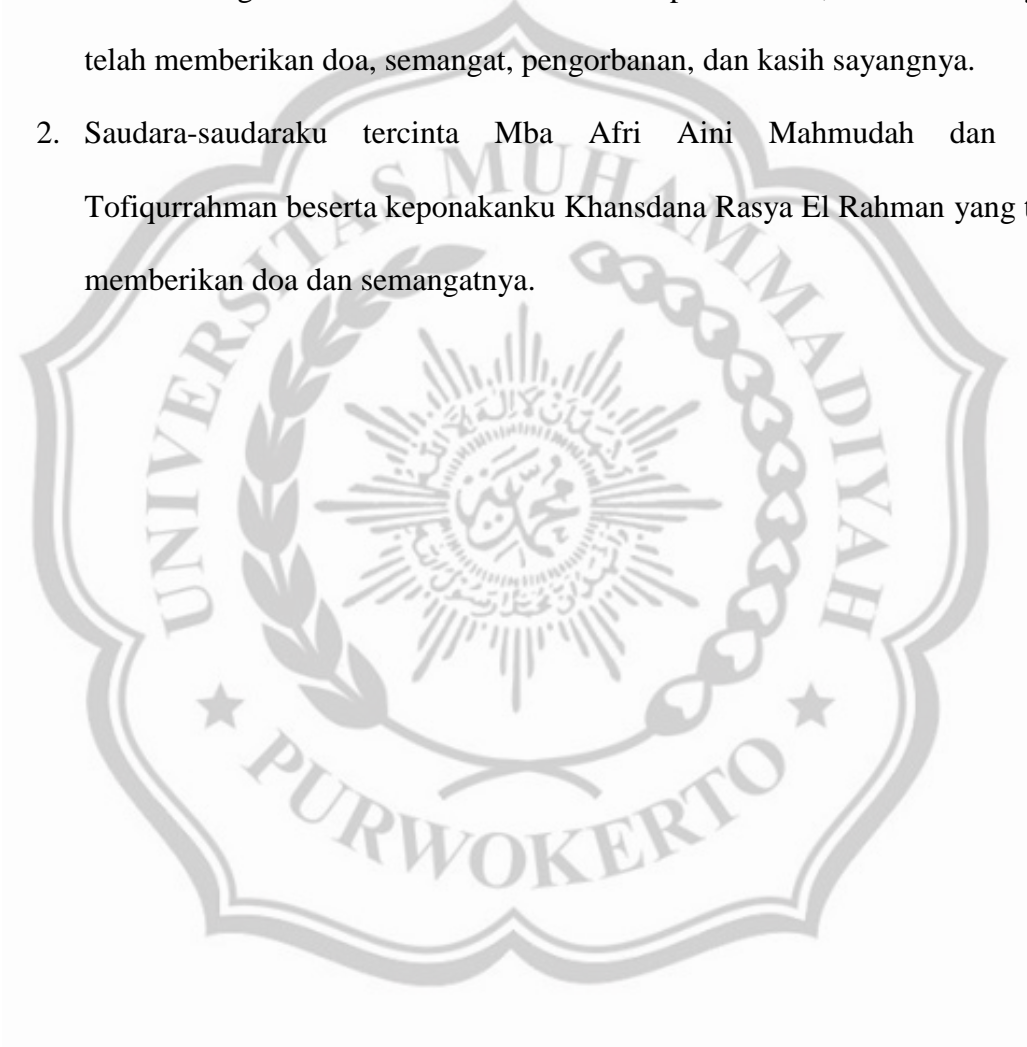 telah memberikan doa, semangat, pengorbanan, dan kasih sayangnya.
2. Saudara-saudaraku tercinta Mba Afri Aini Mahmudah dan
Tofiqurrahman beserta keponakanku Khansdana Rasya El Rahman yang
memberikan doa dan semangatnya.
UNIVERSITAS MUHAMMADIYAH
PURWOKERTO
محمدية